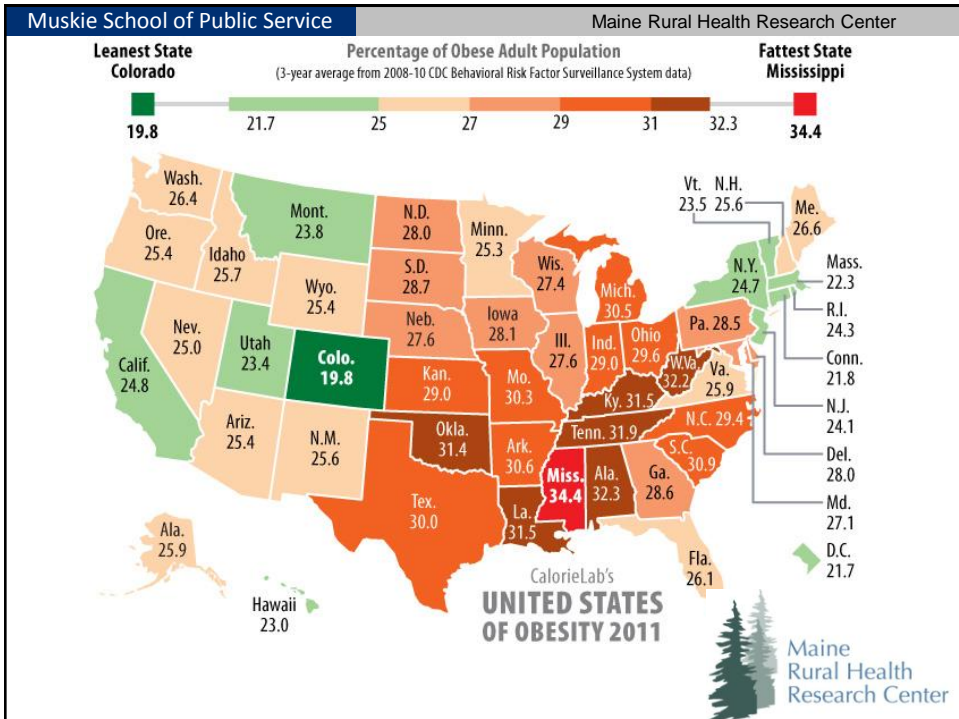 Muskie School of Public Service
Maine Rural Health Research Center
Leanest State
Colorado
Percentage of Obese Adult Population
(3-year average from 2008-10 CDC Behavioral Risk Factor Surveillance System data)
Fattest State
Mississippi
19.8
21.7
25
27
29
31
32.3
34.4
Wash.
26.4
Ore.
25.4
Idaho
25.7
Mont.
23.8
Wyo.
25.4
Calif.
24.8
Nev.
25.0
Utah
23.4
Colo.
19.8
Ariz.
25.4
N.M.
25.6
N.D.
28.0
S.D.
28.7
Neb.
27.6
Kan.
29.0
Okla.
31.4
Tex.
30.0
Minn.
25.3
Iowa
28.1
Mo.
30.3
Ark.
30.6
La.
31.5
Wis.
27.4
Ill.
27.6
Mich.
30.5
Ind.
29.0
Ohio
29.6
Ky. 31.5
Tenn. 31.9
Miss.
34.4
Ala.
32.3
Ga.
28.6
Fla.
26.1
S.C.
30.9
N.C. 29.4
Va.
25.9
W.Va.
32.2
Pa. 28.5
N.Y.
24.7
Vt.
23.5
N.H.
25.6
Me.
26.6
Mass.
22.3
R.I.
24.3
Conn.
21.8
N.J.
24.1
Del.
28.0
Md.
27.1
D.C.
21.7
Ala.
25.9
Hawaii
23.0
CalorieLab's
UNITED STATES
OF OBESITY 2011
Maine
Rural Health
Research Center